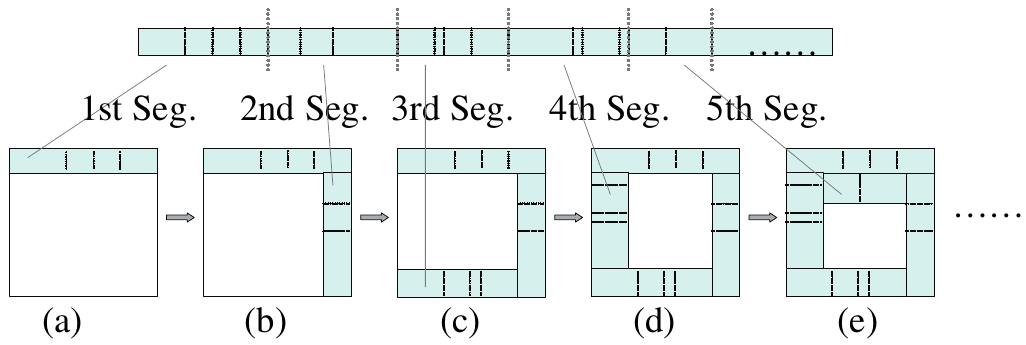 ......
1st Seg. 2nd Seg. 3rd Seg. 4th Seg. 5th Seg.
......
(a) (b) (c) (d) (e)